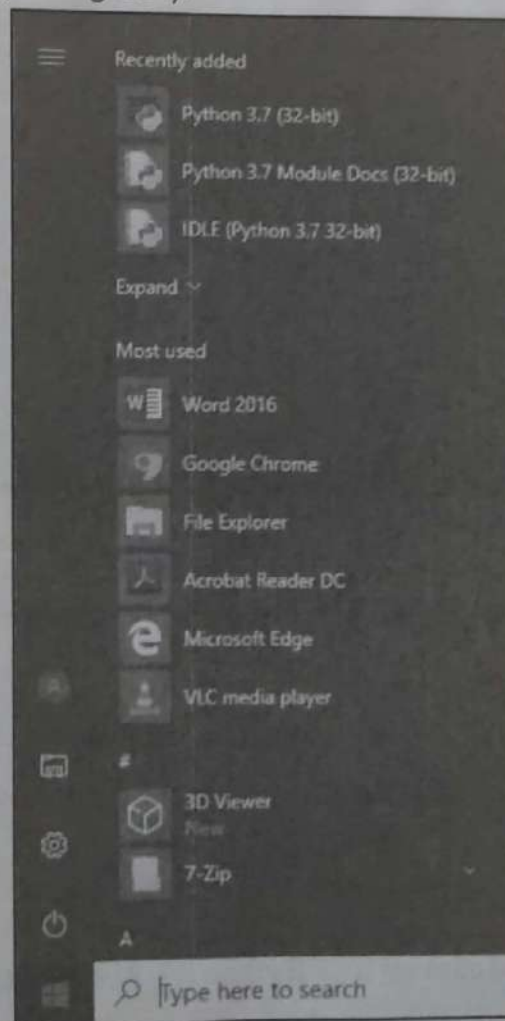 Recently added
Python 3.7 (32-bit)
Python 3.7 Module Docs (32-bit)
IDLE (Python 3.7 32-bit)
Expand
Most used
W Word 2016
Google Chrome
File Explorer
Acrobat Reader DC
e Microsoft Edge
VLC media player
#
3D Viewer
New
7-Zip
A
Type here to search